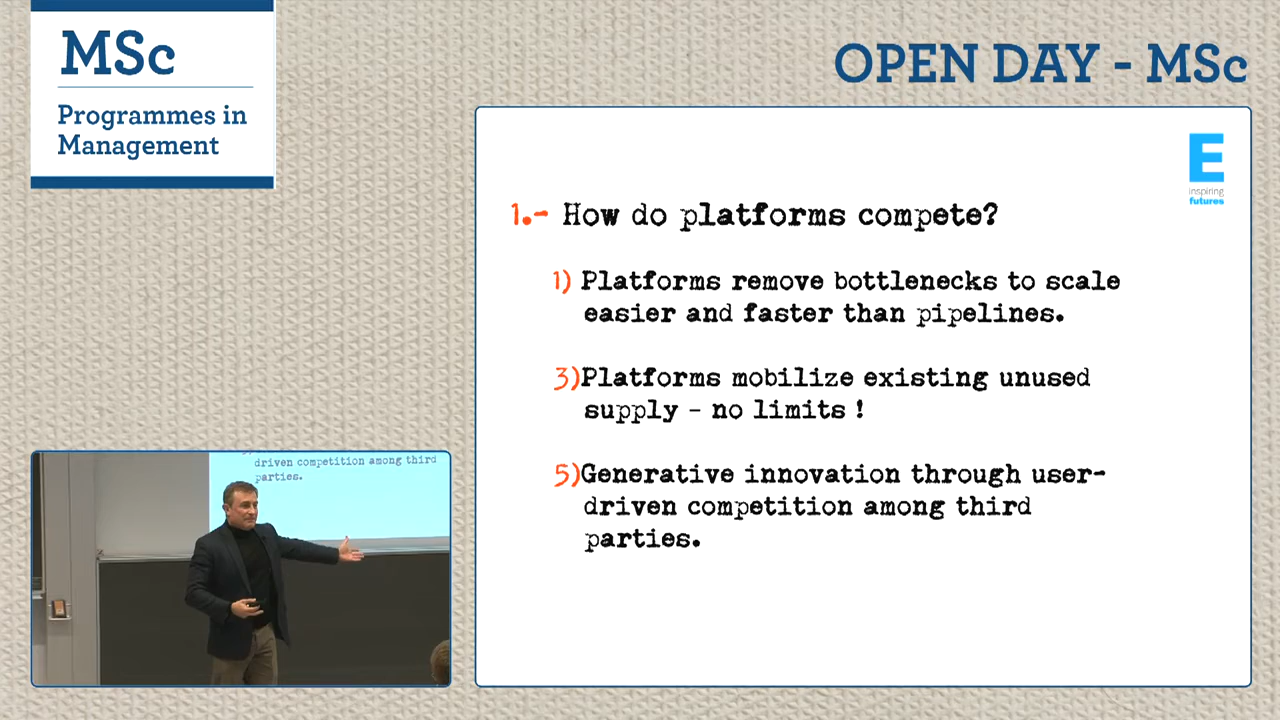 MSc
Programmes in
Management
OPEN DAY - MSc
E
inspiring
futures
1.- How do platforms compete?
1) Platforms remove bottlenecks to scale
easier and faster than pipelines.
3)Platforms mobilize existing unused
supply - no limits !
5)Generative innovation through user-
driven competition among third
parties.
driven competition among third
parties.